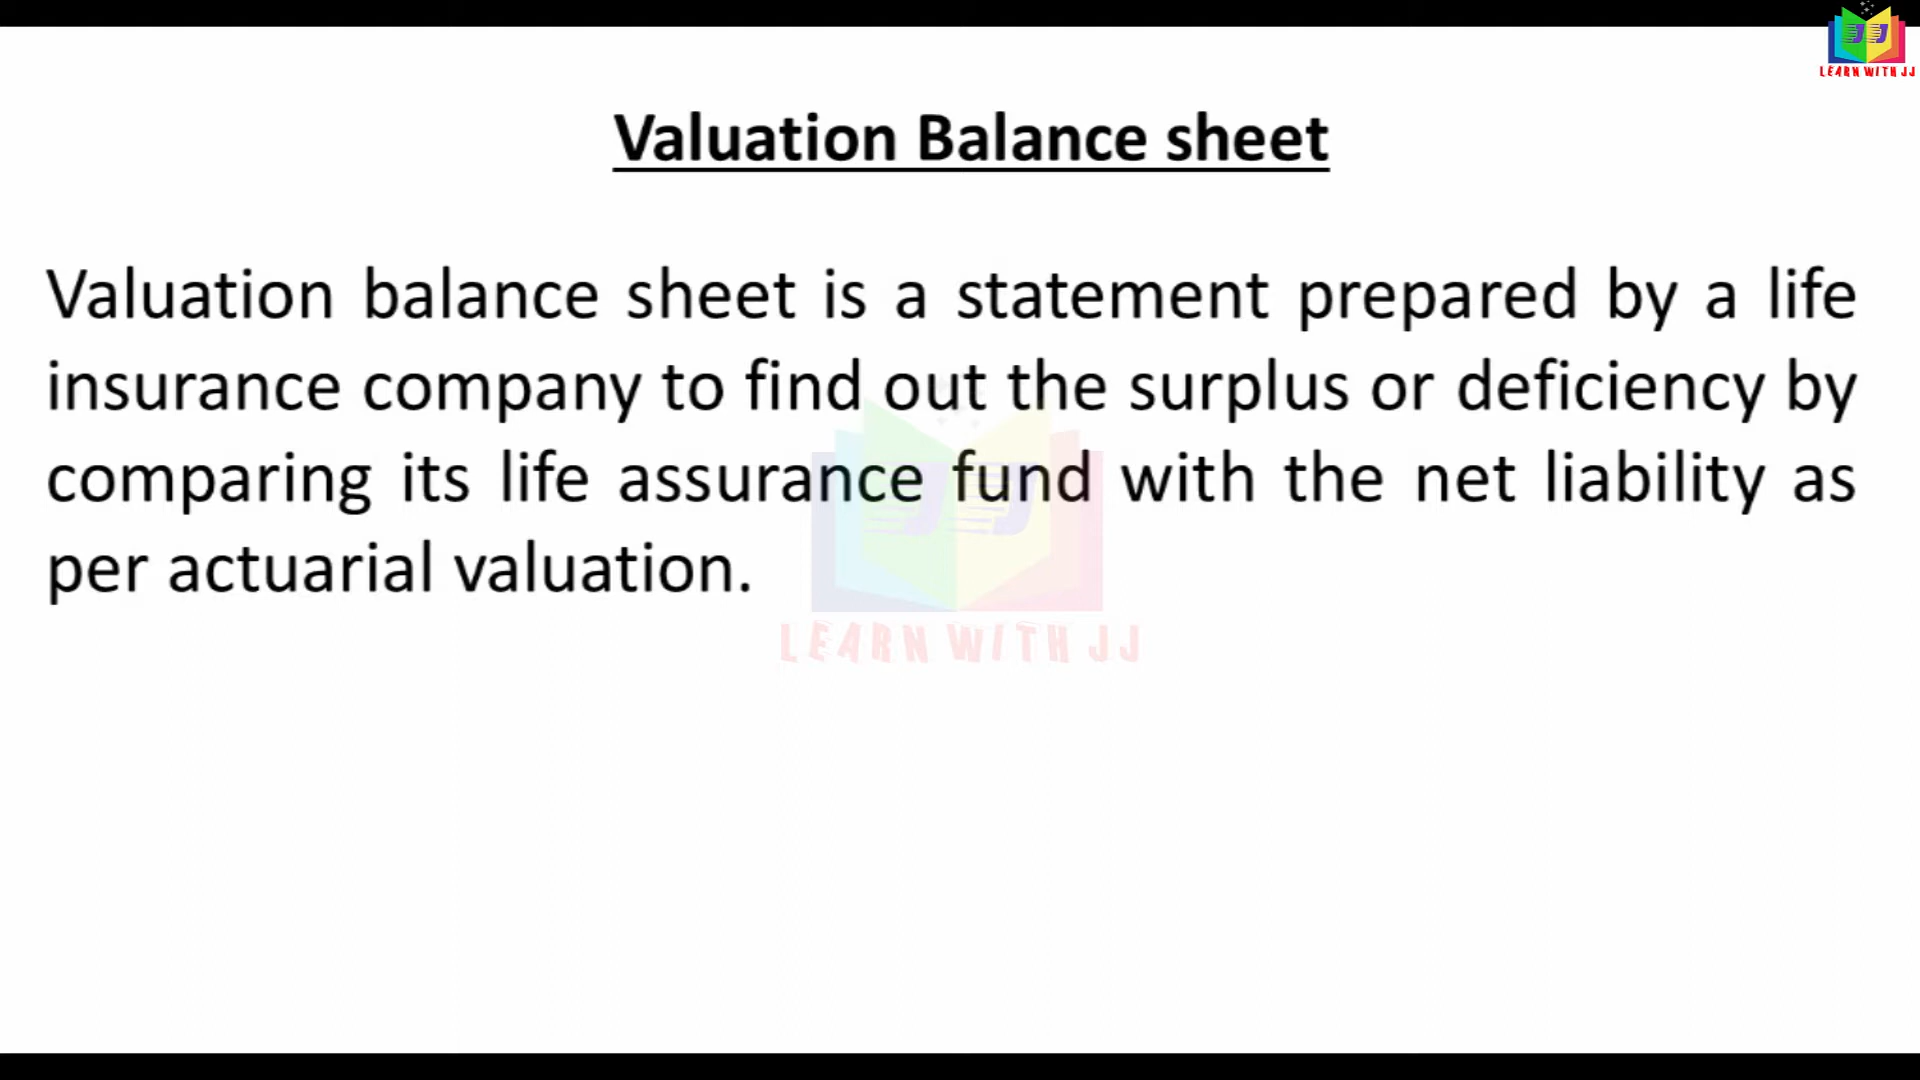 JJ
LEARN WITH JJ
Valuation Balance sheet
Valuation balance sheet is a statement prepared by a life
insurance company to find out the surplus or deficiency by
comparing its life assurance fund with the net liability as
per actuarial valuation.
JJ
LEARN WITH JJ